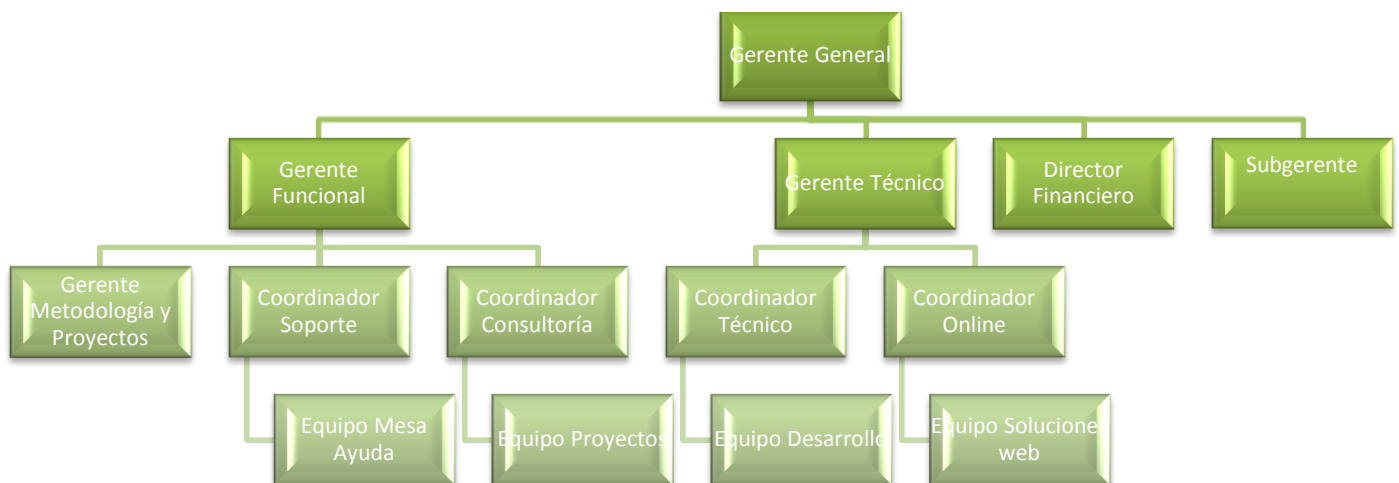 Gerente General
Gerente
Funcional
Gerente Técnico
Director
Financiero
Subgerente
Gerente
Metodología y
Proyectos
Coordinador
Soporte
Coordinador
Consultoría
Coordinador
Técnico
Coordinador
Online
Equipo Mesa
Ayuda
Equipo Proyectos
Equipo Desarrollo
Equipo Soluciones
web